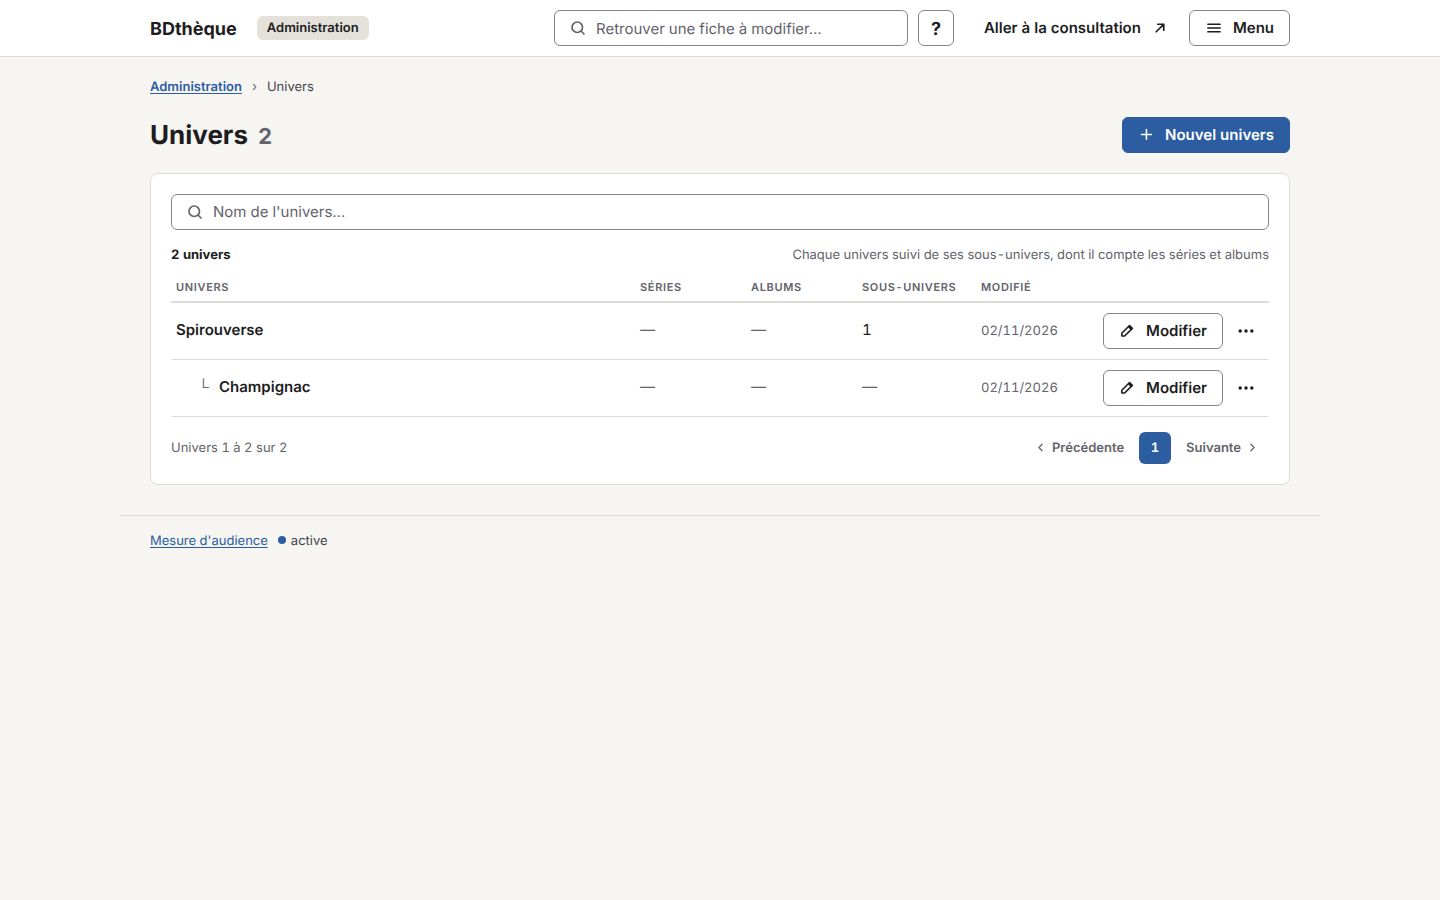 BDthèque Administration Retrouver une fiche à modifier... ? Aller à la consultation Menu
Administration › Univers
Univers 2 Nouvel univers
Nom de l'univers...
2 univers Chaque univers suivi de ses sous-univers, dont il compte les séries et albums
UNIVERS SÉRIES ALBUMS SOUS-UNIVERS MODIFIÉ
Spirouverse — — 1 02/11/2026 Modifier
└ Champignac — — — 02/11/2026 Modifier
Univers 1 à 2 sur 2 Précédente 1 Suivante
Mesure d'audience active